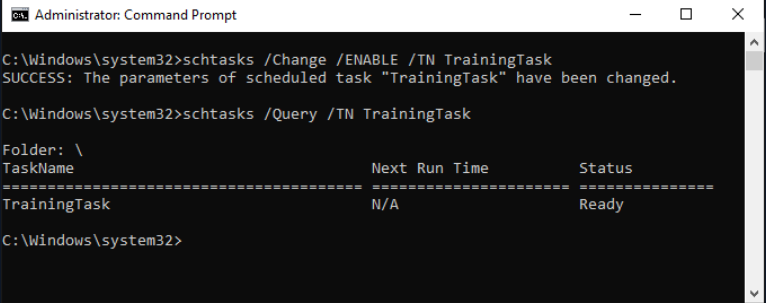 Administrator: Command Prompt
C:\Windows\system32>schtasks /Change /ENABLE /TN TrainingTask
SUCCESS: The parameters of scheduled task "TrainingTask" have been changed.
C:\Windows\system32>schtasks /Query /TN TrainingTask
Folder: \
TaskName                                 Next Run Time          Status
======================================== ====================== ===============
TrainingTask                             N/A                    Ready
C:\Windows\system32>